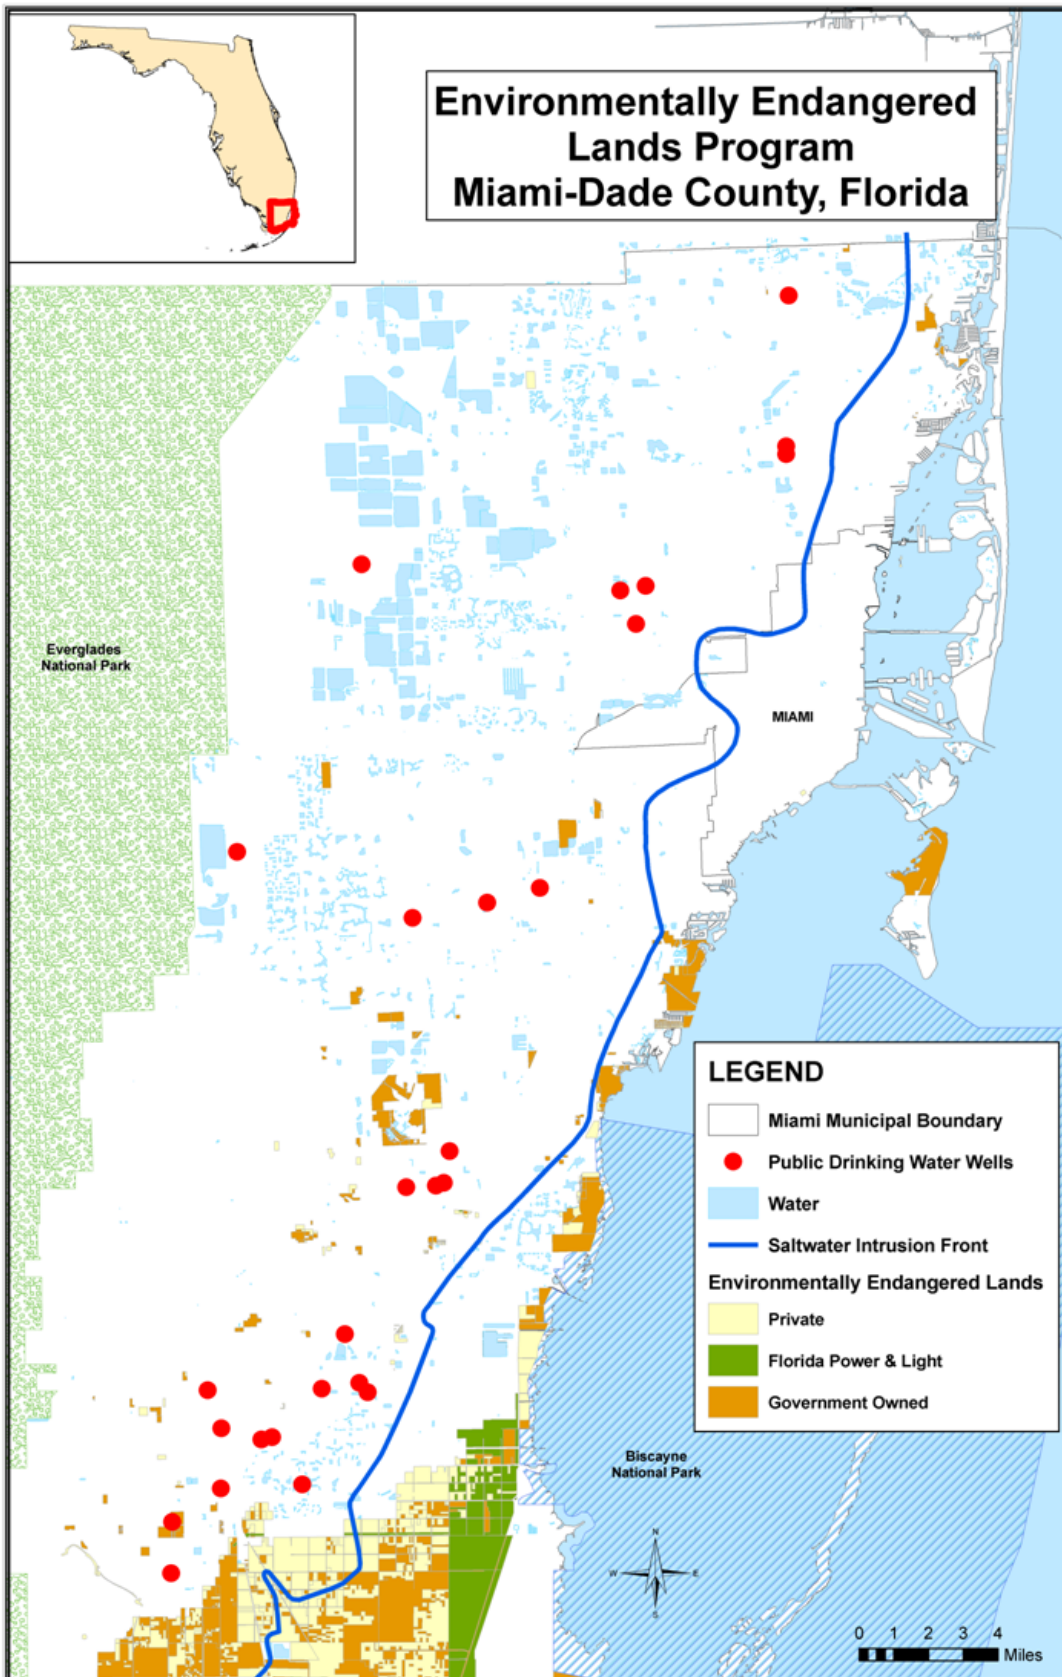 Environmentally Endangered
Lands Program
Miami-Dade County, Florida
Everglades
National Park
MIAMI
LEGEND
Miami Municipal Boundary
Public Drinking Water Wells
Water
Saltwater Intrusion Front
Environmentally Endangered Lands
Private
Florida Power & Light
Government Owned
Biscayne
National Park
N
W E
S
0 1 2 3 4
Miles